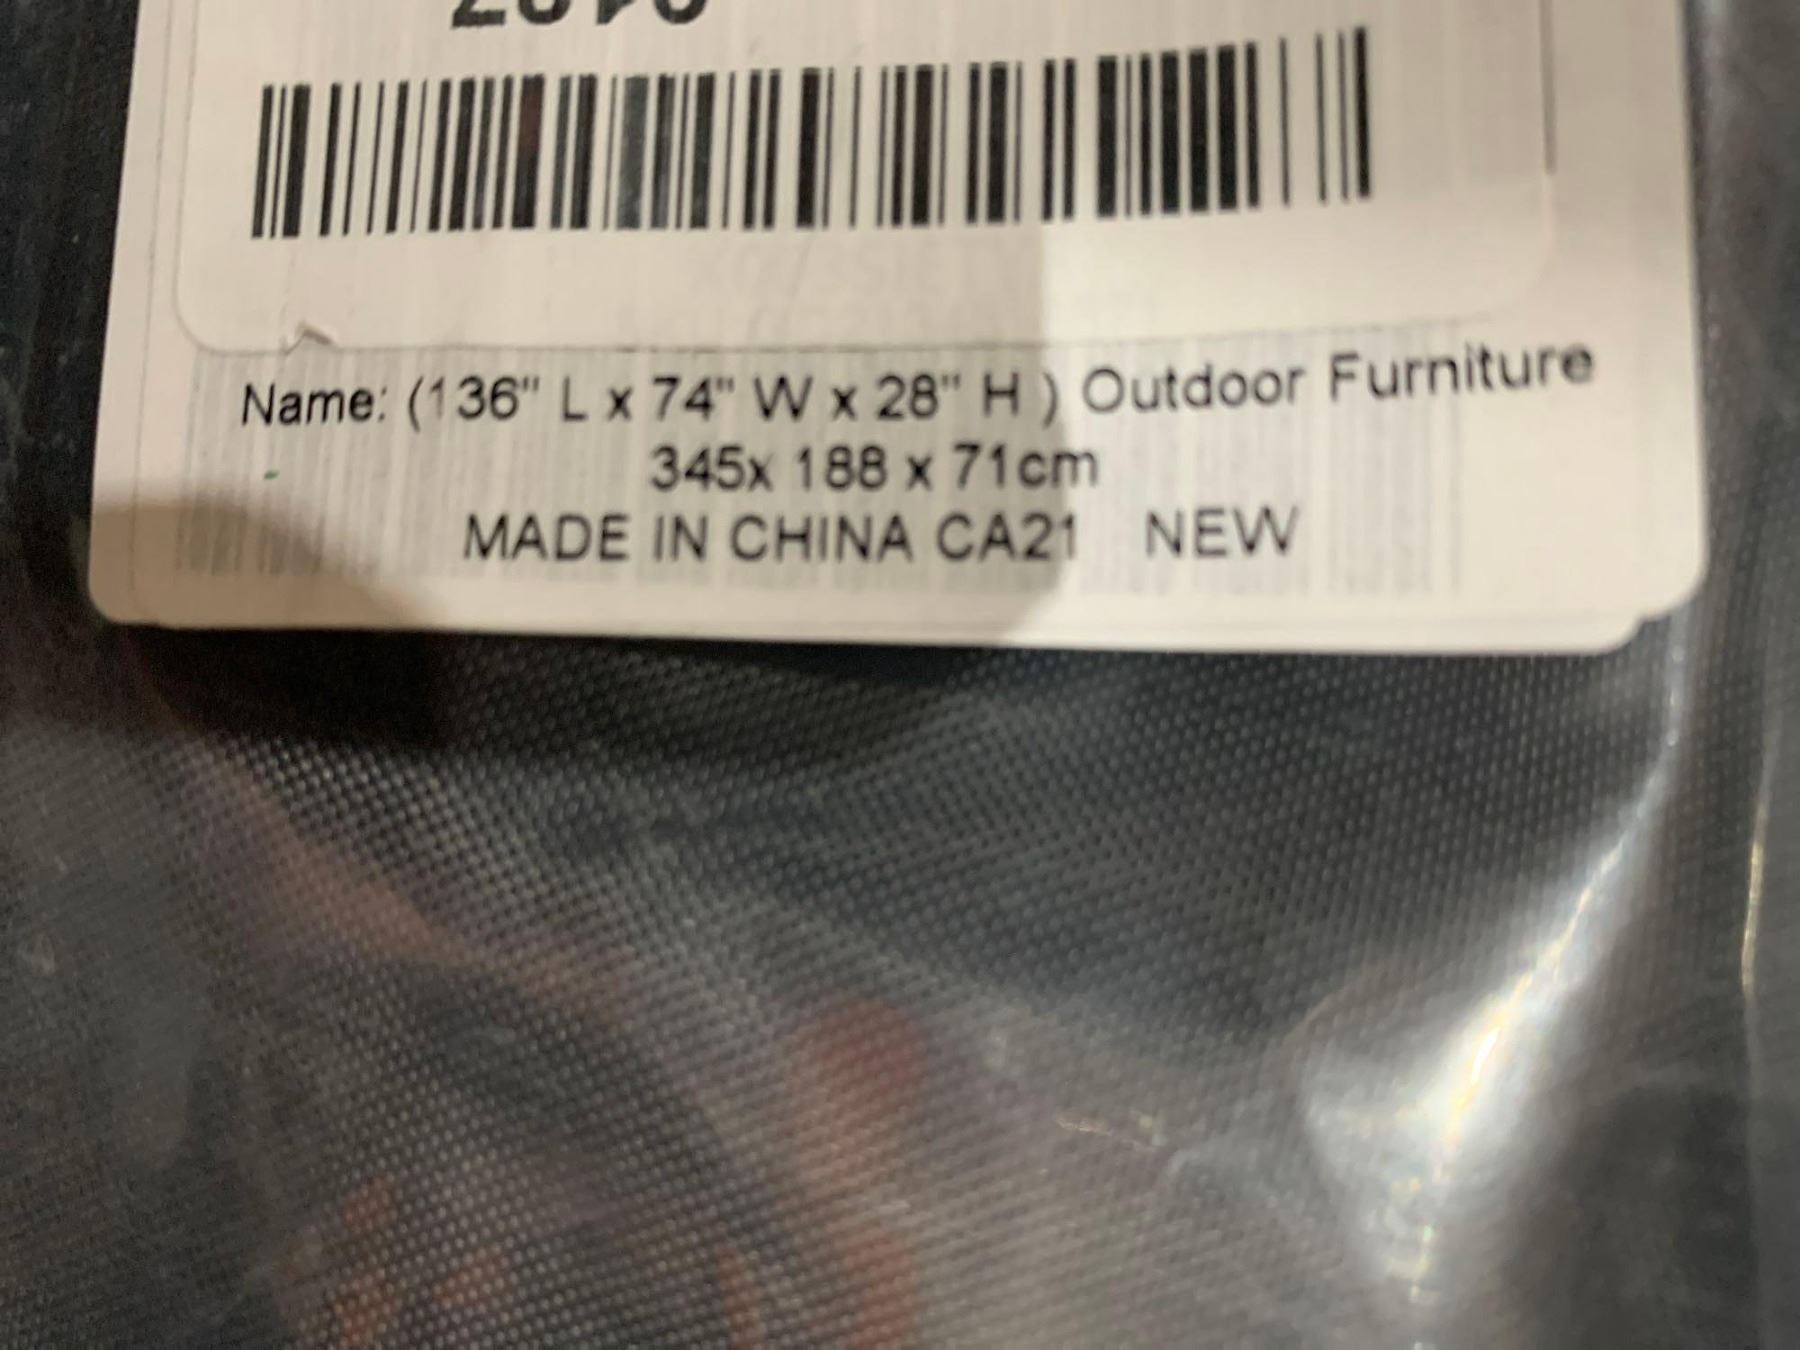 Name: (136" L x 74" W x 28" H ) Outdoor Furniture
345x 188 x 71cm
MADE IN CHINA CA21 NEW